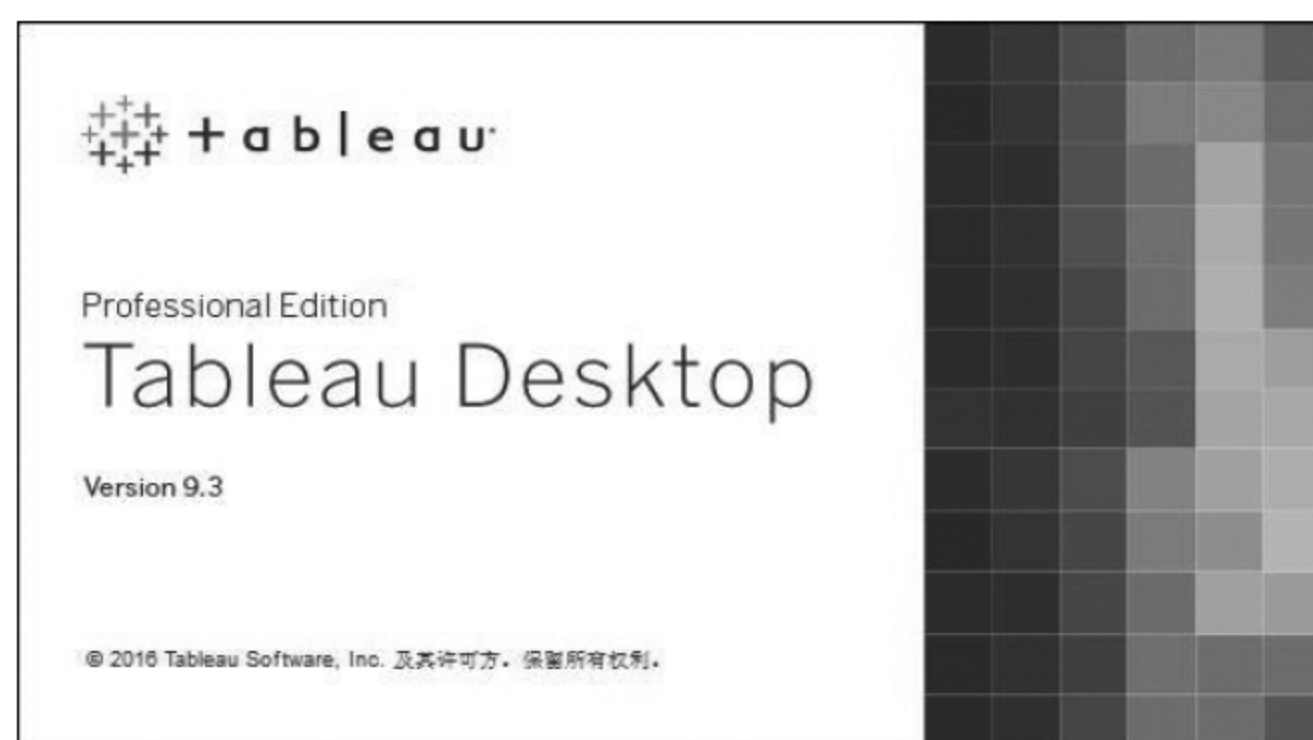 +ableau
Professional Edition
Tableau Desktop
Version 9.3
© 2016 Tableau Software, Inc. 及其许可方。保留所有权利。